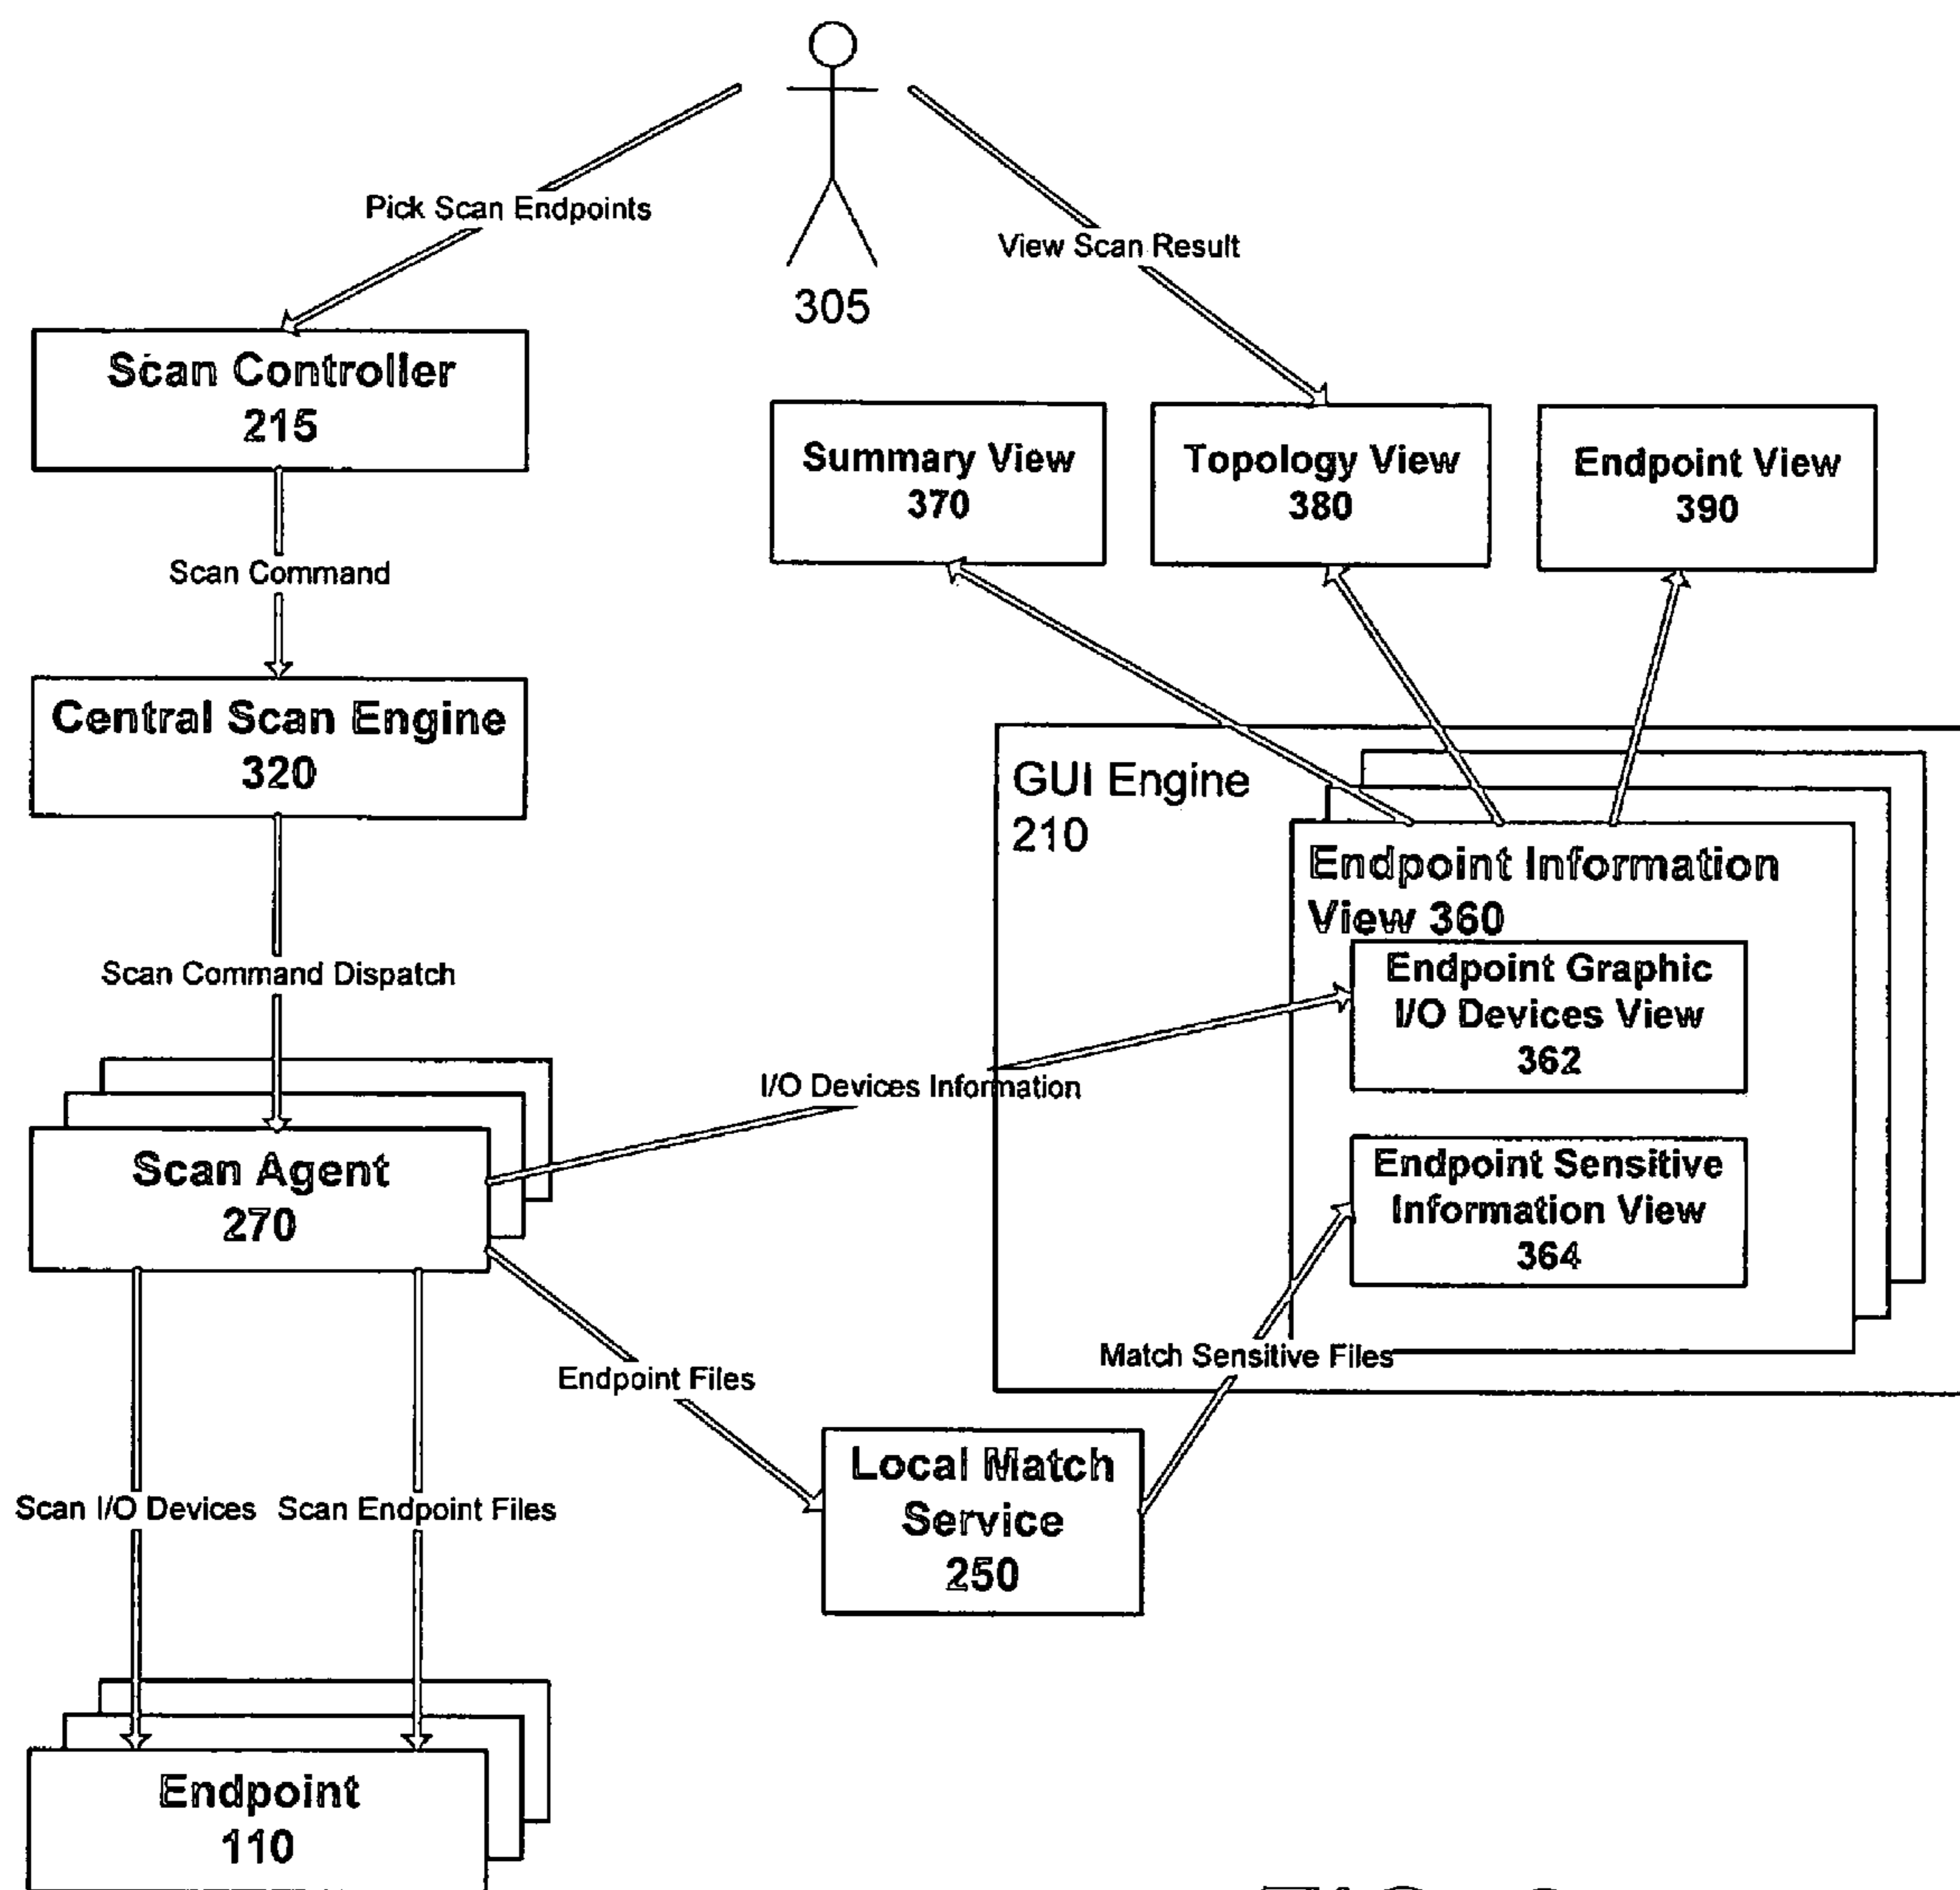 Pick Scan Endpoints
View Scan Result
305
Scan Controller
215
Summary View
370
Topology View
380
Endpoint View
390
Scan Command
Central Scan Engine
320
GUI Engine
210
Endpoint Information
View 360
Endpoint Graphic
I/O Devices View
362
Scan Command Dispatch
I/O Devices Information
Scan Agent
270
Endpoint Sensitive
Information View
364
Match Sensitive Files
Endpoint Files
Local Match
Service
250
Scan I/O Devices
Scan Endpoint Files
Endpoint
110